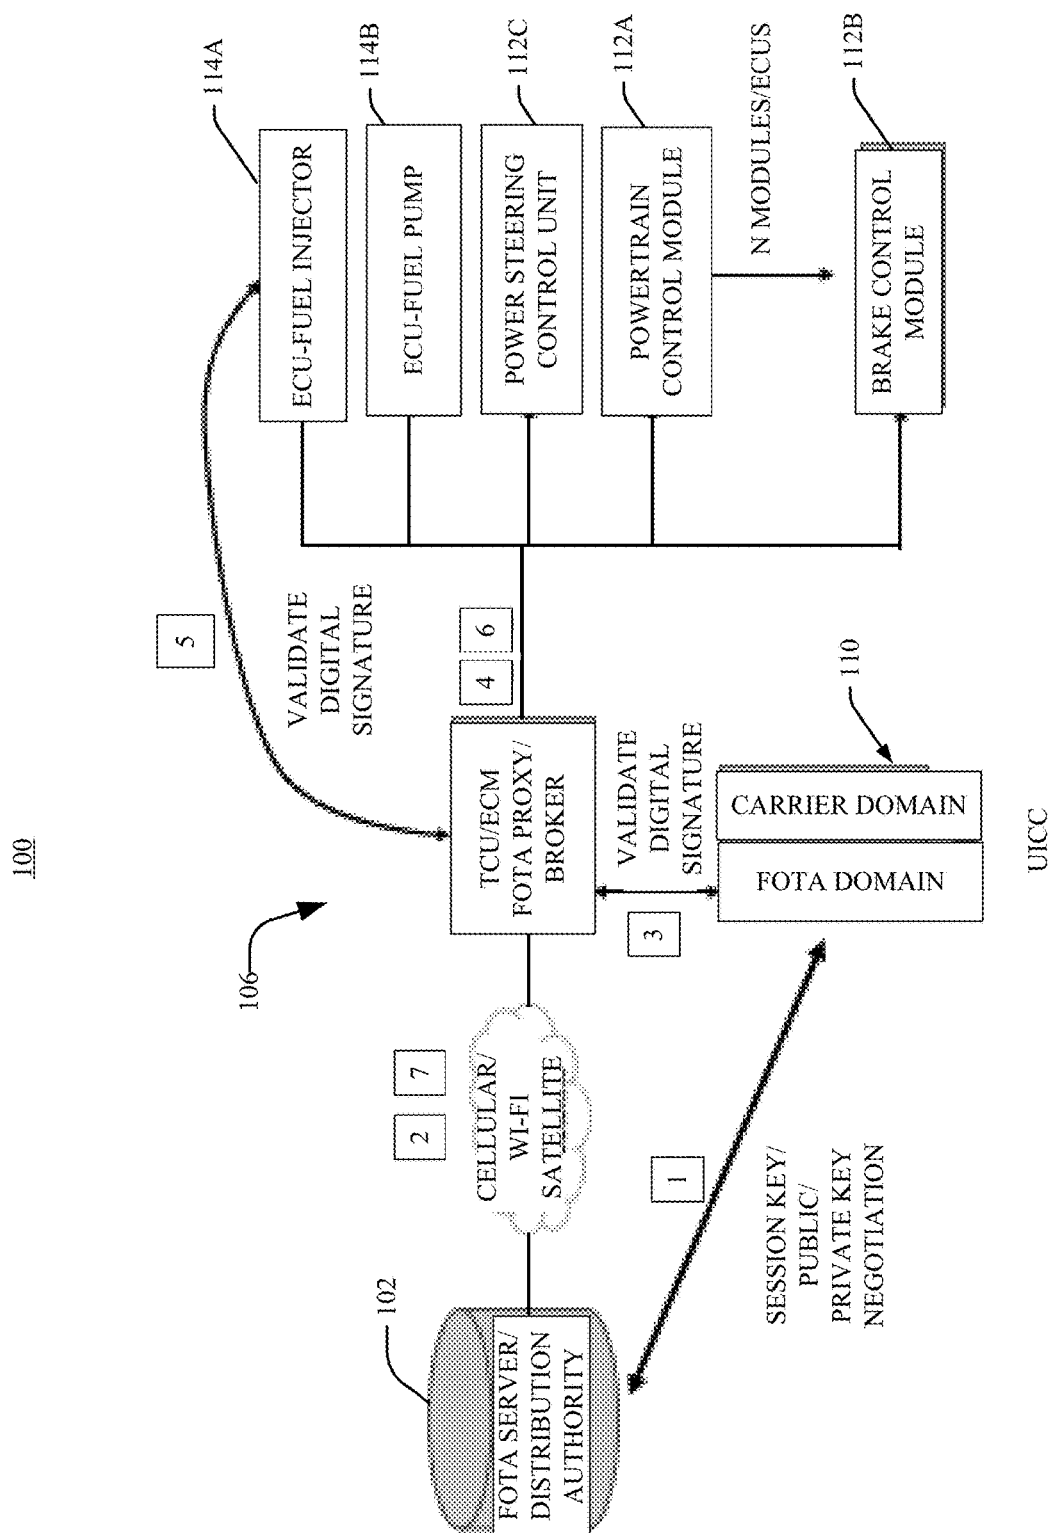 100
102
FOTA SERVER/
DISTRIBUTION
AUTHORITY
2
7
CELLULAR/
WI-FI
SATELLITE
1
SESSION KEY/
PUBLIC/
PRIVATE KEY
NEGOTIATION
106
TCU/ECM
FOTA PROXY/
BROKER
3
VALIDATE
DIGITAL
SIGNATURE
FOTA DOMAIN
CARRIER DOMAIN
110
UICC
4
6
5
VALIDATE
DIGITAL
SIGNATURE
114A
ECU-FUEL INJECTOR
114B
ECU-FUEL PUMP
112C
POWER STEERING
CONTROL UNIT
112A
POWERTRAIN
CONTROL MODULE
N MODULES/ECUS
112B
BRAKE CONTROL
MODULE